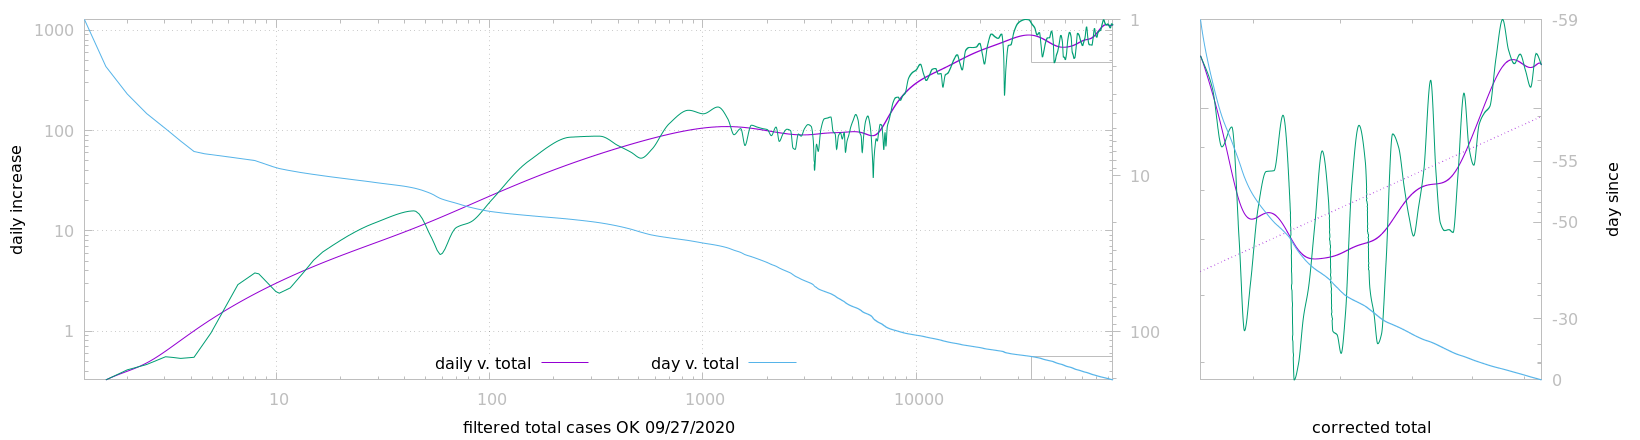 1000
100
10
1
daily increase
daily v. total
day v. total
10
100
1000
10000
filtered total cases OK 09/27/2020
1
10
100
-59
-55
-50
-30
0
day since
corrected total